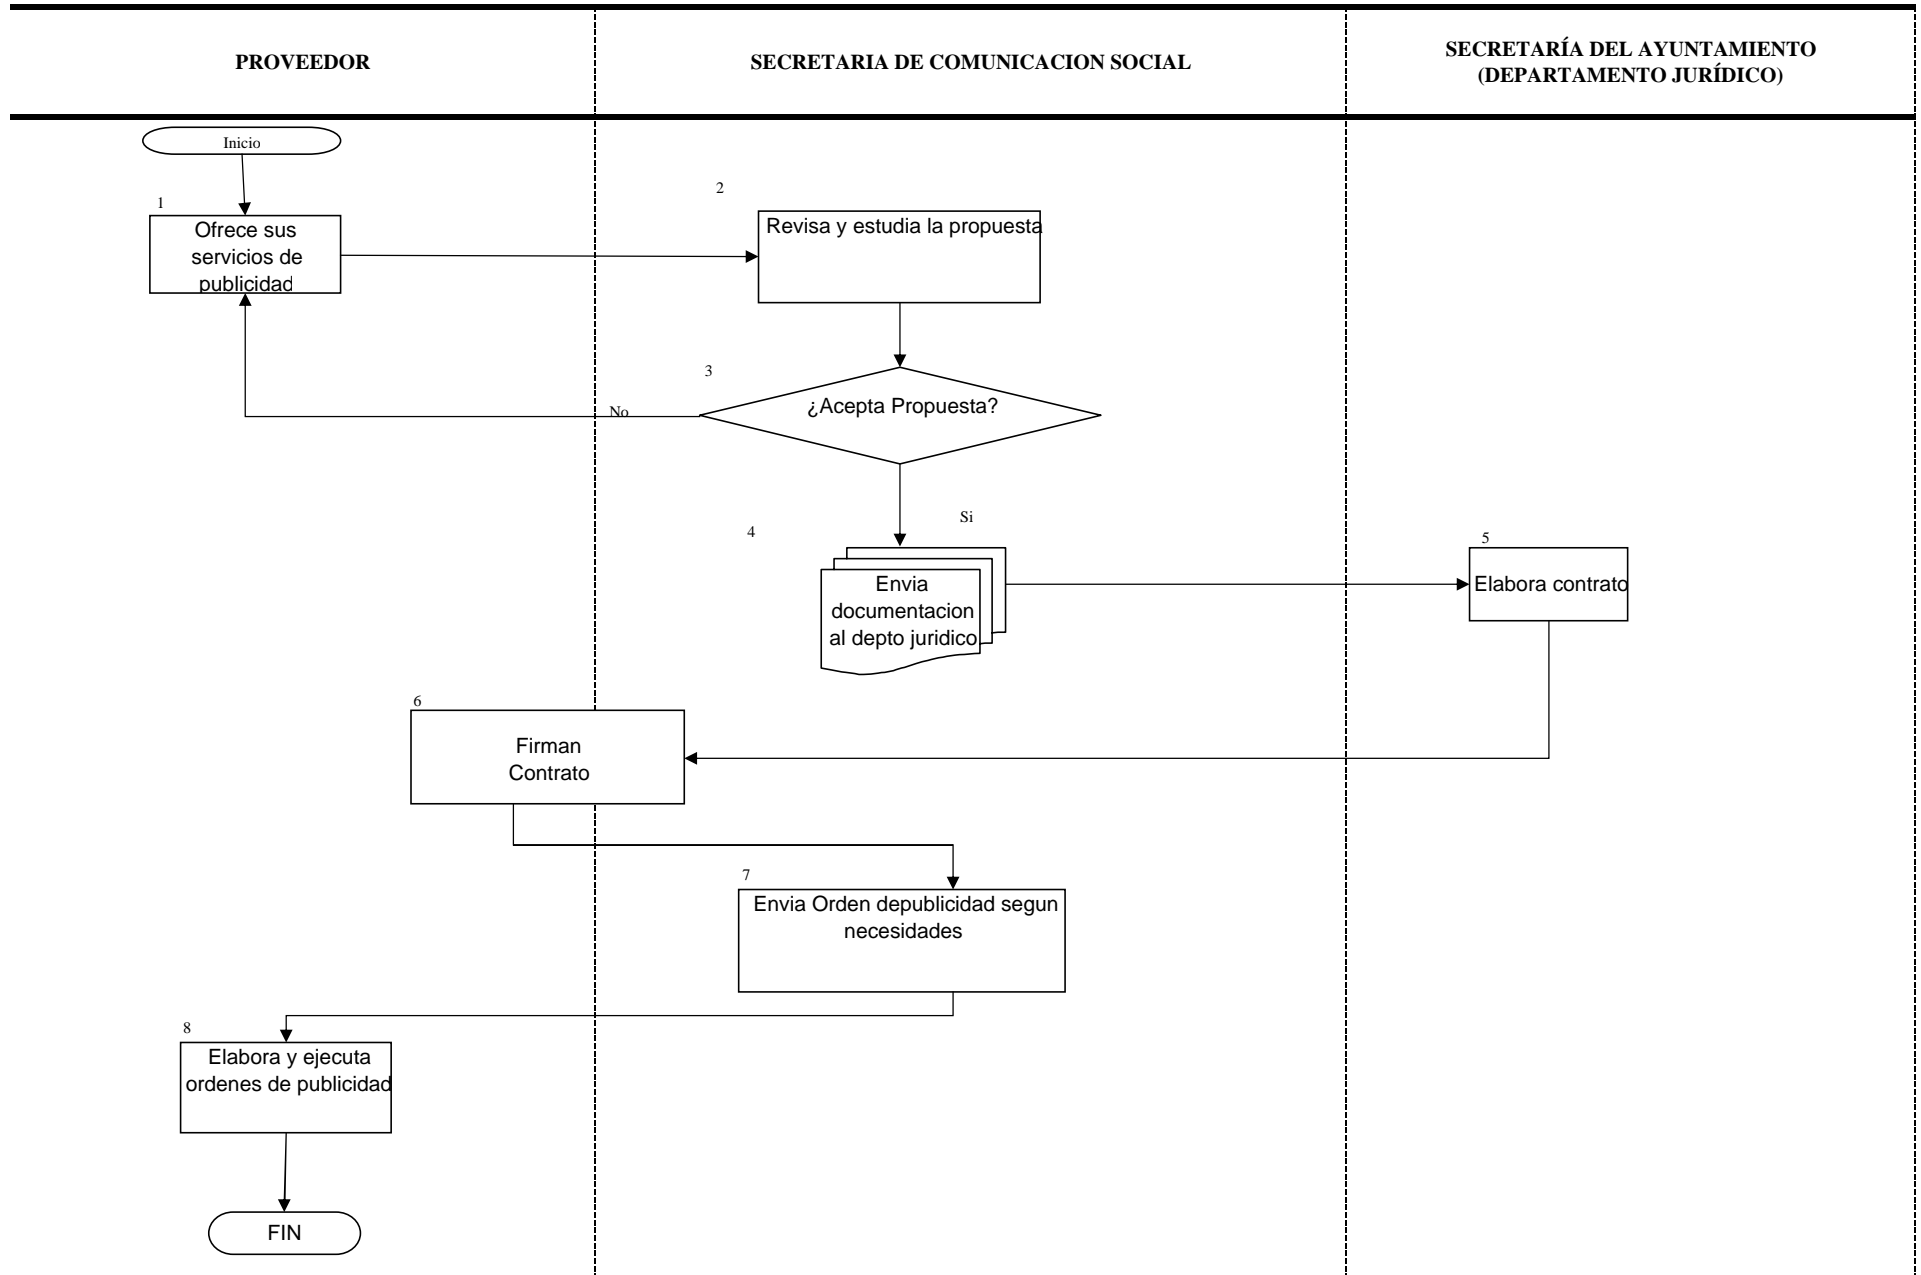 PROVEEDOR
SECRETARIA DE COMUNICACION SOCIAL
SECRETARÍA DEL AYUNTAMIENTO
(DEPARTAMENTO JURÍDICO)
Inicio
1
Ofrece sus
servicios de
publicidad
2
Revisa y estudia la propuesta
3
¿Acepta Propuesta?
No
Si
4
Envia
documentacion
al depto juridico
5
Elabora contrato
6
Firman
Contrato
7
Envia Orden depublicidad segun
necesidades
8
Elabora y ejecuta
ordenes de publicidad
FIN